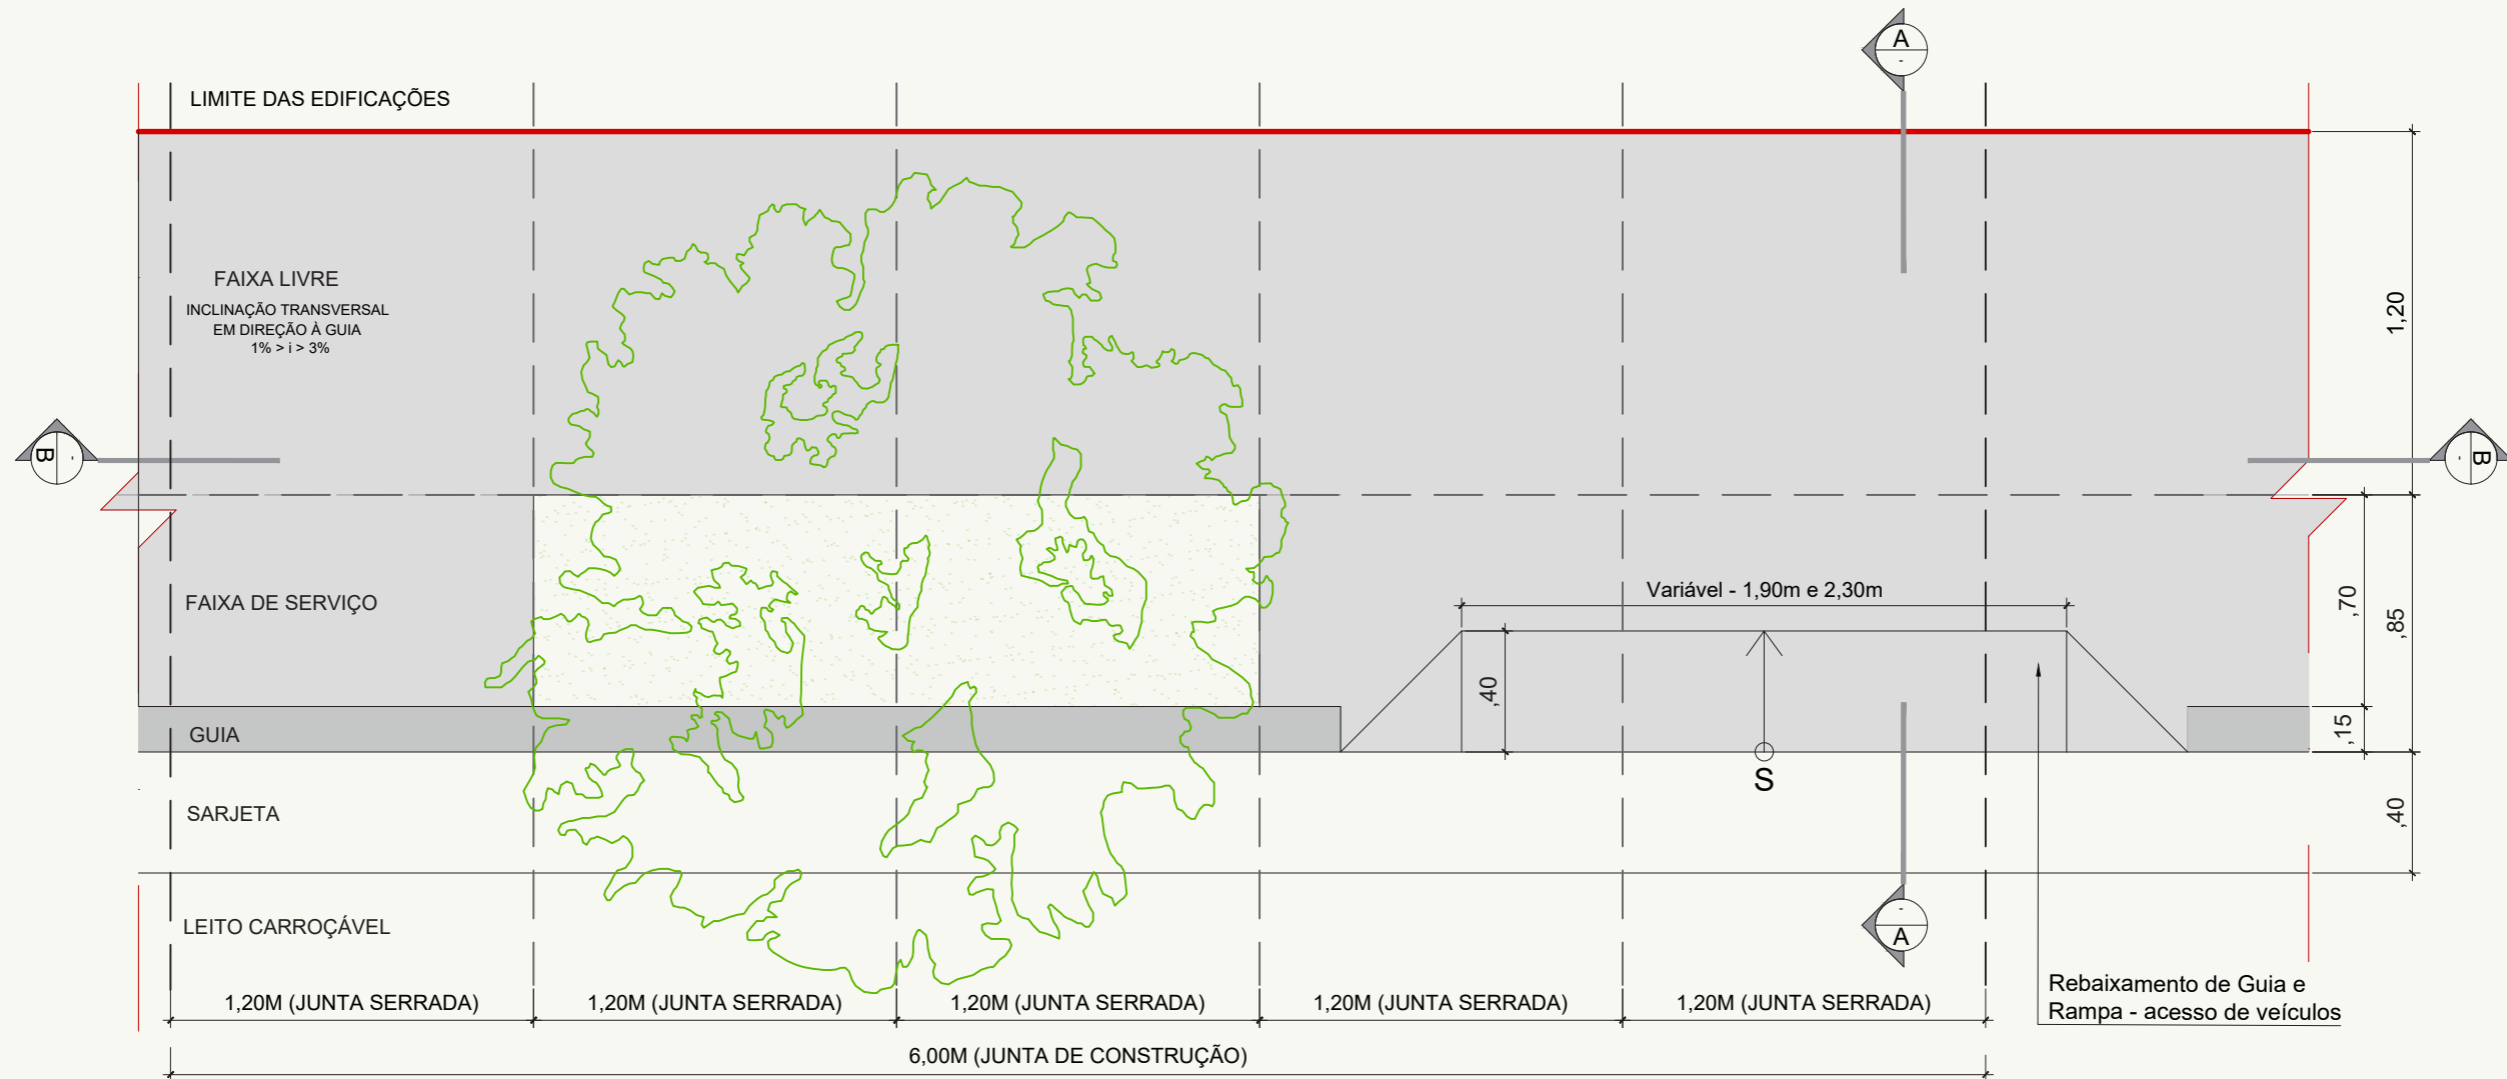 A
-
LIMITE DAS EDIFICAÇÕES
FAIXA LIVRE
INCLINAÇÃO TRANSVERSAL
EM DIREÇÃO À GUIA
1% > i > 3%
1,20
B
-
-
B
FAIXA DE SERVIÇO
Variável - 1,90m e 2,30m
,70
,85
,40
GUIA
,15
S
SARJETA
,40
LEITO CARROÇÁVEL
-
A
Rebaixamento de Guia e
Rampa - acesso de veículos
1,20M (JUNTA SERRADA)
1,20M (JUNTA SERRADA)
1,20M (JUNTA SERRADA)
1,20M (JUNTA SERRADA)
1,20M (JUNTA SERRADA)
6,00M (JUNTA DE CONSTRUÇÃO)